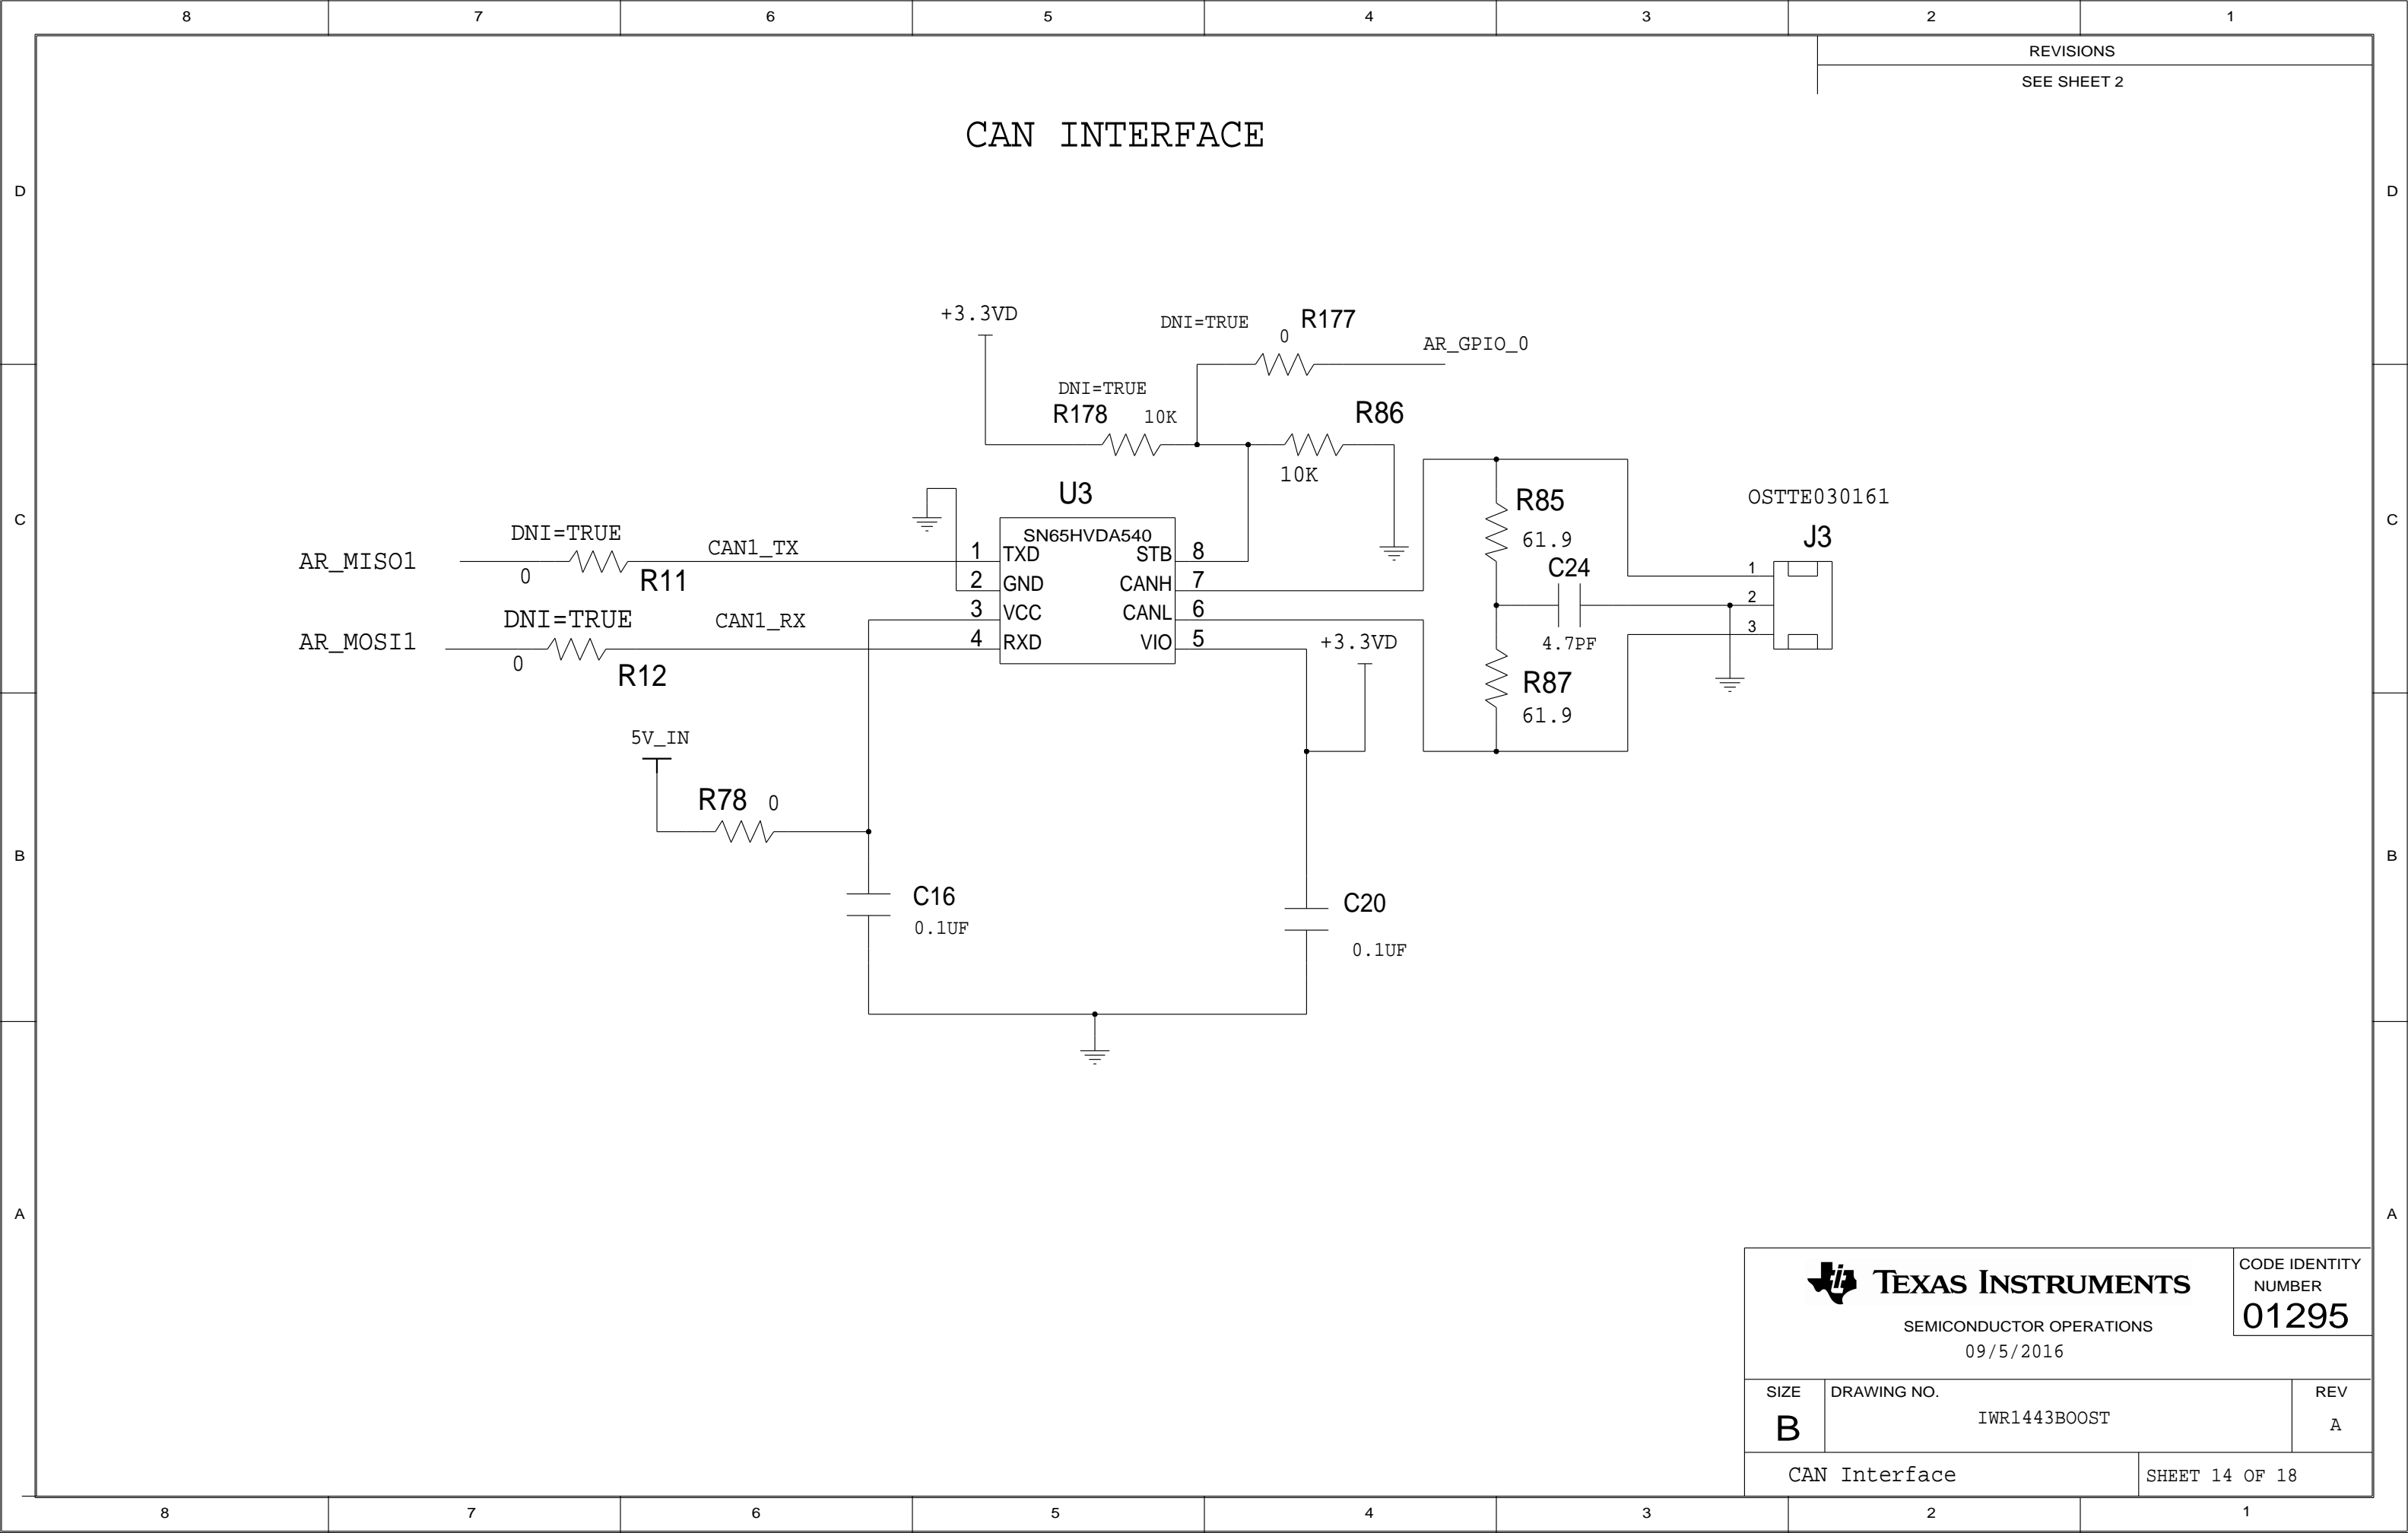 8 7 6 5 4 3 2 1
REVISIONS
SEE SHEET 2
CAN INTERFACE
D D
+3.3VD
DNI=TRUE R177
0
AR_GPIO_0
DNI=TRUE
R178 10K
R86
10K
U3
SN65HVDA540
1 TXD STB 8
2 GND CANH 7
3 VCC CANL 6
4 RXD VIO 5
C C
AR_MISO1
DNI=TRUE
0
R11
CAN1_TX
AR_MOSI1
DNI=TRUE
0
R12
CAN1_RX
R85
61.9
C24
4.7PF
R87
61.9
OSTTE030161
J3
1
2
3
+3.3VD
5V_IN
R78 0
B B
C16
0.1UF
C20
0.1UF
A A
TEXAS INSTRUMENTS
SEMICONDUCTOR OPERATIONS
09/5/2016
CODE IDENTITY
NUMBER
01295
SIZE
B
DRAWING NO.
IWR1443BOOST
REV
A
CAN Interface
SHEET 14 OF 18
8 7 6 5 4 3 2 1